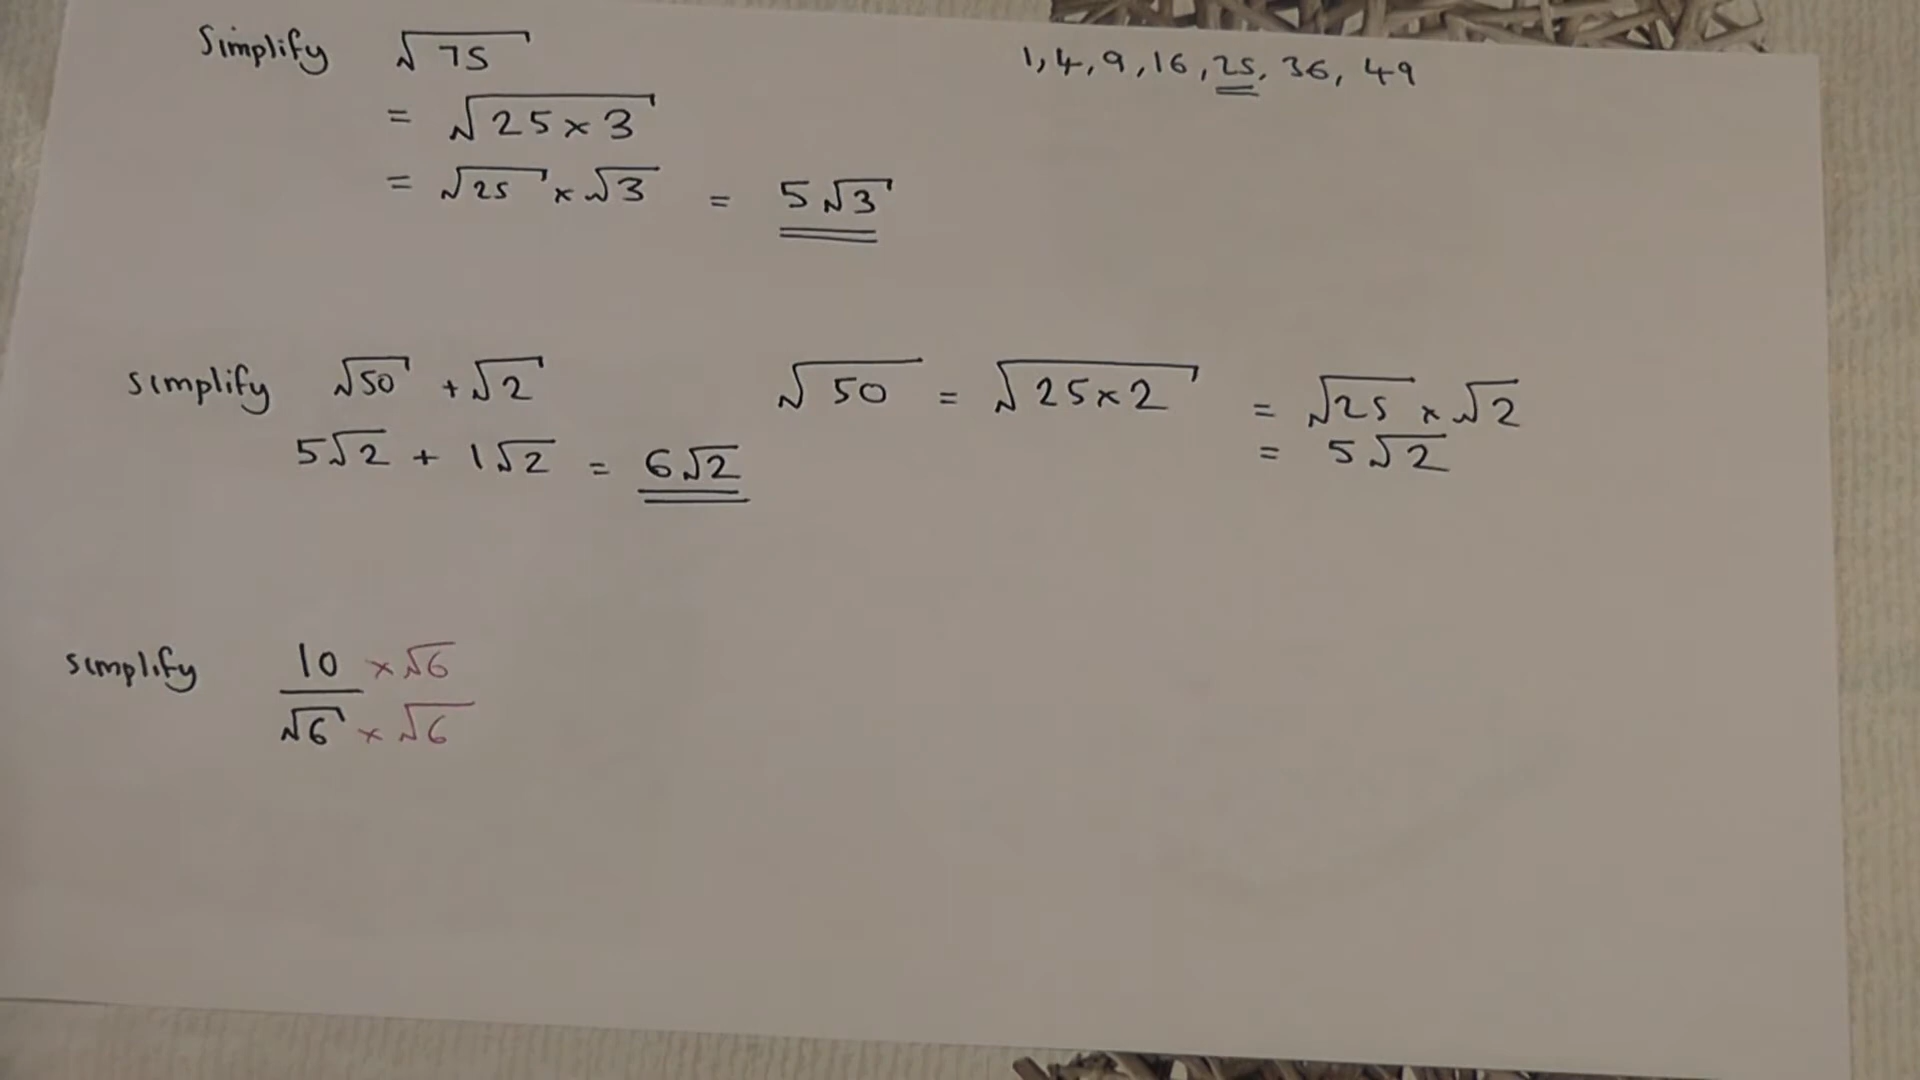 Simplify √75 1, 4, 9, 16, 25, 36, 49
= √25×3
= √25 × √3 = 5√3
Simplify √50 + √2 √50 = √25×2 = √25 × √2
5√2 + 1√2 = 6√2 = 5√2
Simplify 10 × √6
√6 × √6